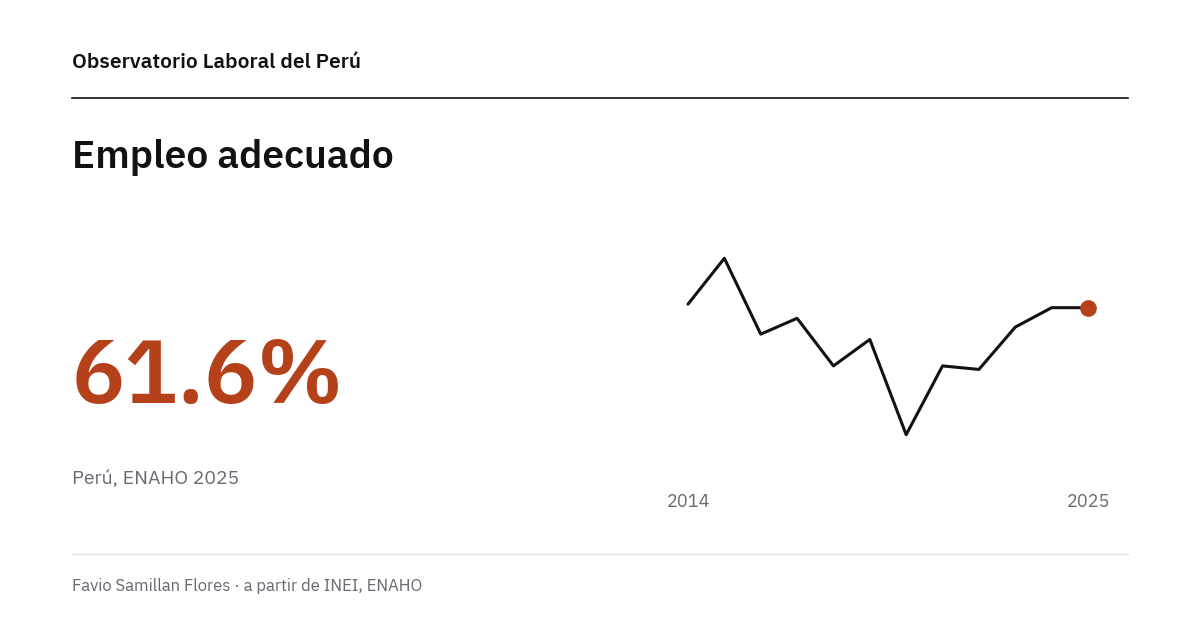 Observatorio Laboral del Perú
Empleo adecuado
61.6%
Perú, ENAHO 2025
2014
2025
Favio Samillan Flores · a partir de INEI, ENAHO